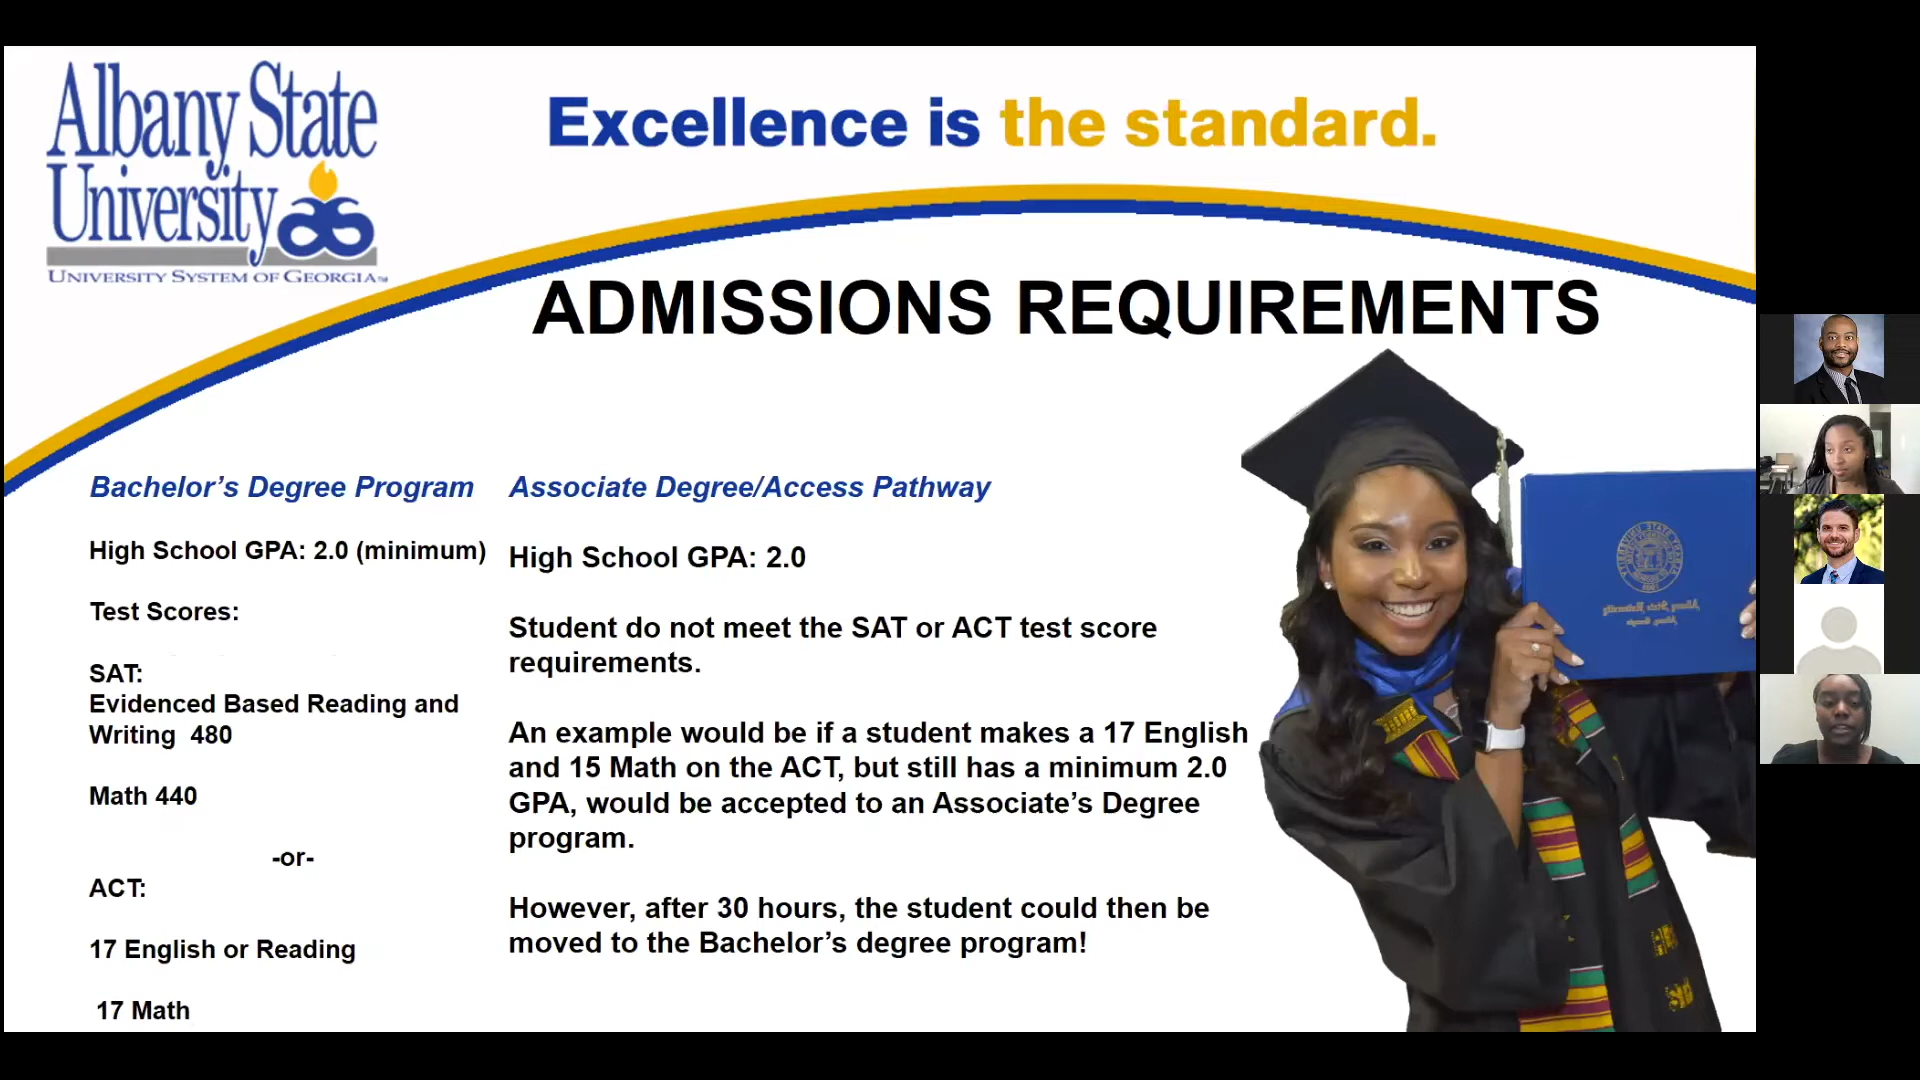 Albany State
University
UNIVERSITY SYSTEM OF GEORGIA™
Excellence is the standard.
ADMISSIONS REQUIREMENTS
Bachelor’s Degree Program
High School GPA: 2.0 (minimum)
Test Scores:
SAT:
Evidenced Based Reading and
Writing 480
Math 440
-or-
ACT:
17 English or Reading
17 Math
Associate Degree/Access Pathway
High School GPA: 2.0
Student do not meet the SAT or ACT test score
requirements.
An example would be if a student makes a 17 English
and 15 Math on the ACT, but still has a minimum 2.0
GPA, would be accepted to an Associate’s Degree
program.
However, after 30 hours, the student could then be
moved to the Bachelor’s degree program!
Albany State University
Albany, Georgia